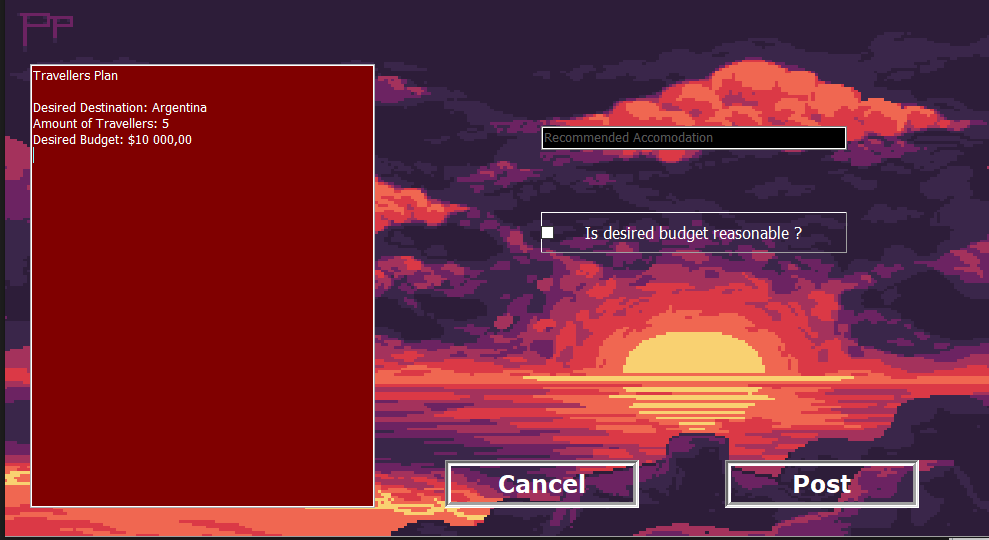 PP
Travellers Plan
Desired Destination: Argentina
Amount of Travellers: 5
Desired Budget: $10 000,00
Recommended Accomodation
Is desired budget reasonable ?
Cancel
Post